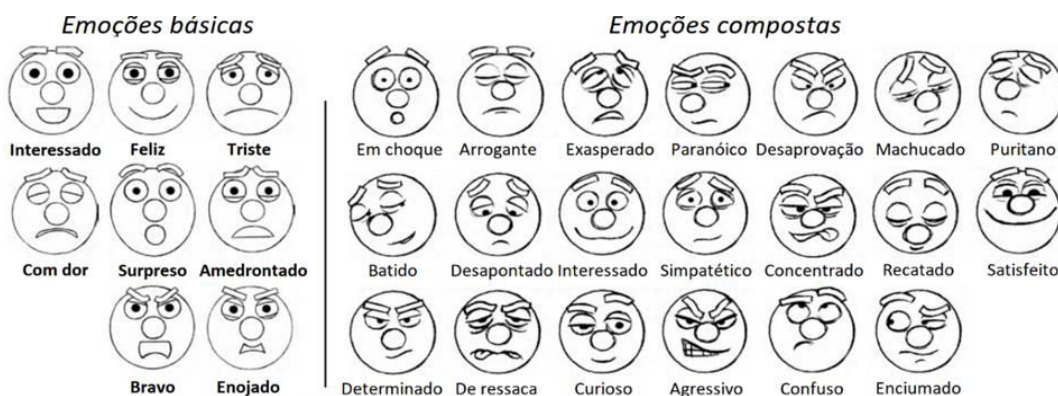 Emoções básicas
Emoções compostas
Interessado Feliz Triste
Em choque Arrogante Exasperado Paranóico Desaprovação Machucado Puritano
Com dor Surpreso Amedrontado
Batido Desapontado Interessado Simpatético Concentrado Recatado Satisfeito
Bravo Enojado
Determinado De ressaca Curioso Agressivo Confuso Enciumado